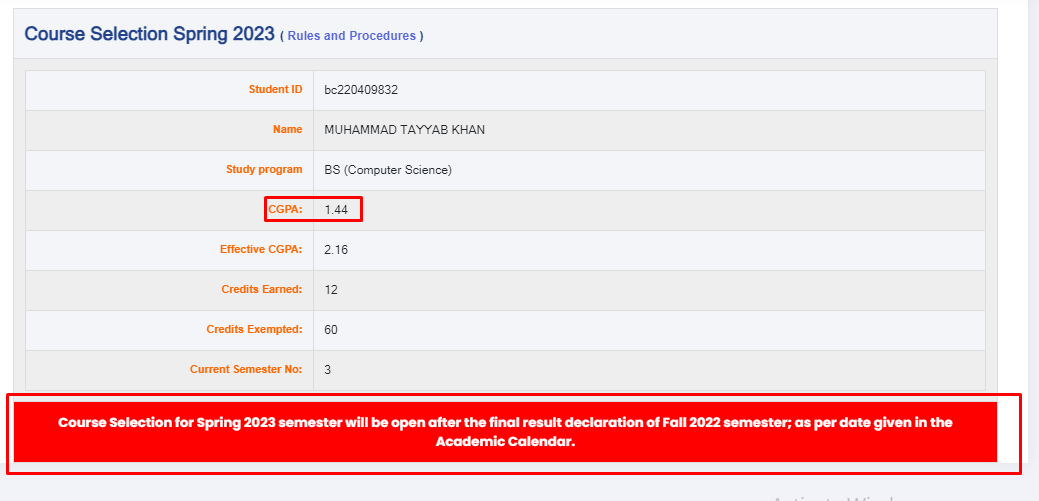 Course Selection Spring 2023 ( Rules and Procedures )
Student ID bc220409832
Name MUHAMMAD TAYYAB KHAN
Study program BS (Computer Science)
CGPA: 1.44
Effective CGPA: 2.16
Credits Earned: 12
Credits Exempted: 60
Current Semester No: 3
Course Selection for Spring 2023 semester will be open after the final result declaration of Fall 2022 semester; as per date given in the
Academic Calendar.